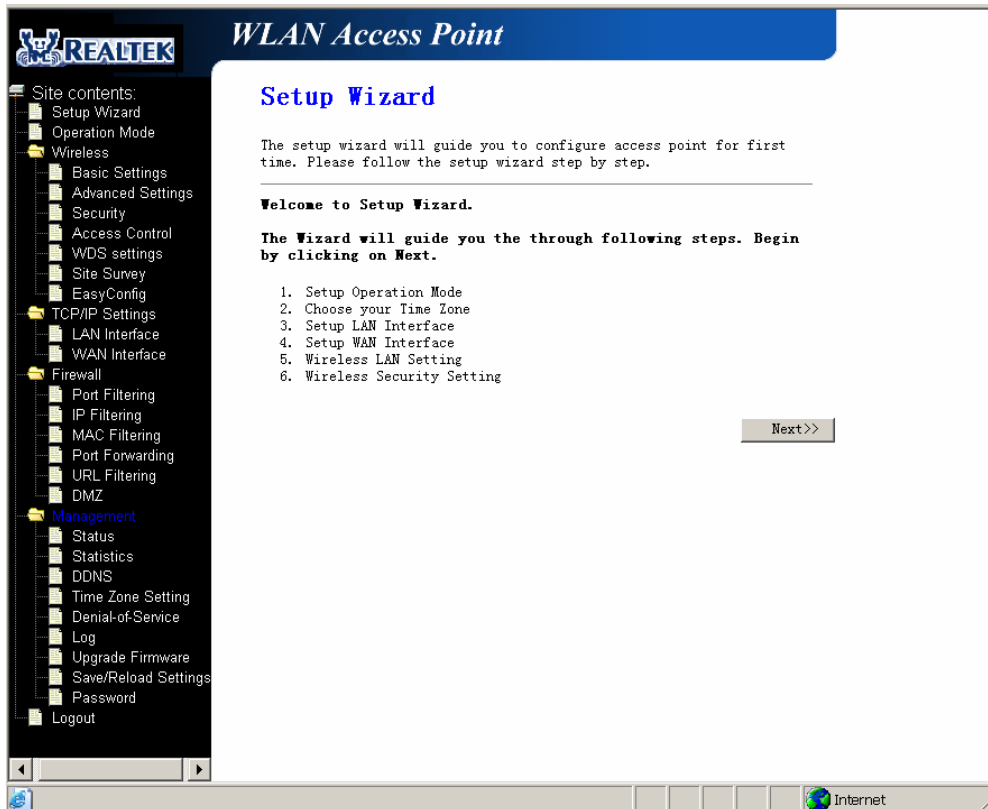 REALTEK
WLAN Access Point
Site contents:
Setup Wizard
Operation Mode
Wireless
Basic Settings
Advanced Settings
Security
Access Control
WDS settings
Site Survey
EasyConfig
TCP/IP Settings
LAN Interface
WAN Interface
Firewall
Port Filtering
IP Filtering
MAC Filtering
Port Forwarding
URL Filtering
DMZ
Management
Status
Statistics
DDNS
Time Zone Setting
Denial-of-Service
Log
Upgrade Firmware
Save/Reload Settings
Password
Logout
Setup Wizard
The setup wizard will guide you to configure access point for first
time. Please follow the setup wizard step by step.
Welcome to Setup Wizard.
The Wizard will guide you the through following steps. Begin
by clicking on Next.
1. Setup Operation Mode
2. Choose your Time Zone
3. Setup LAN Interface
4. Setup WAN Interface
5. Wireless LAN Setting
6. Wireless Security Setting
Next>>
Internet